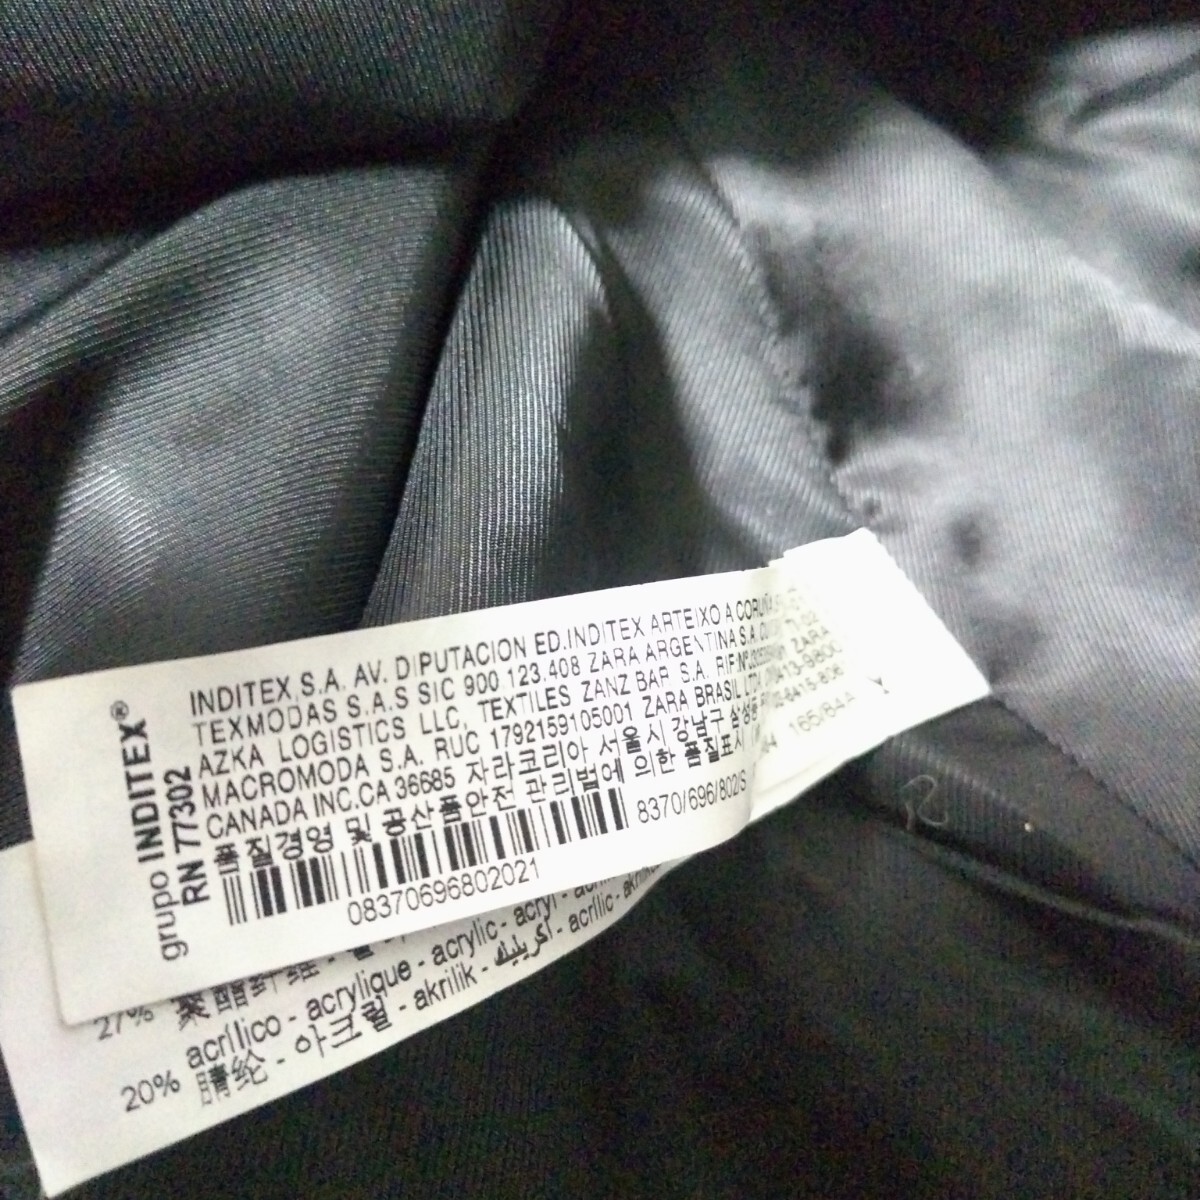 grupo INDITEX®
RN 77302
INDITEX,S.A. AV. DIPUTACION ED.INDITEX ARTEIXO A CORUÑA
TEXMODAS S.A.S SIC 900 123.408 ZARA ARGENTINA S.A.
AZKA LOGISTICS LLC, TEXTILES ZANZ BAR S.A. RIF:Nº
MACROMODA S.A. RUC 1792159105001 ZARA BRASIL LTDA
CANADA INC.CA 36685 자라코리아 서울시 강남구 삼성동
품질경영 및 공산품안전 관리법에 의한 품질표시
8370/696/802/S
08370696802021
ZARA
165/84A
Y
27%
20% acrílico - acrylique - acrylic - acryl -
腈纶 - 아크릴 - akrilik - أكريليك - acrilic -